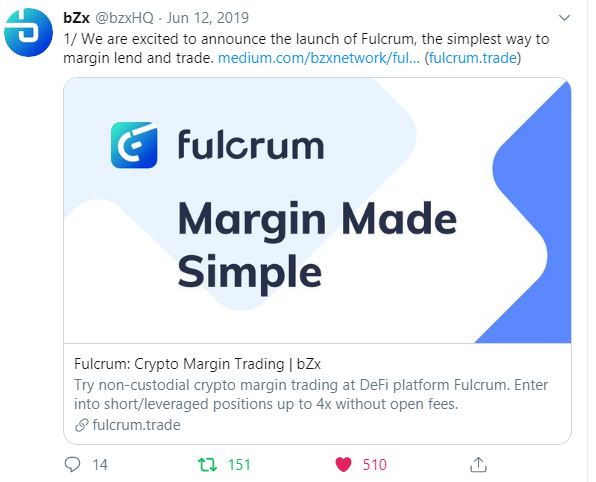 bZx @bzxHQ · Jun 12, 2019
1/ We are excited to announce the launch of Fulcrum, the simplest way to
margin lend and trade. medium.com/bzxnetwork/ful... (fulcrum.trade)
fulcrum
Margin Made
Simple
Fulcrum: Crypto Margin Trading | bZx
Try non-custodial crypto margin trading at DeFi platform Fulcrum. Enter
into short/leveraged positions up to 4x without open fees.
fulcrum.trade
14 151 510